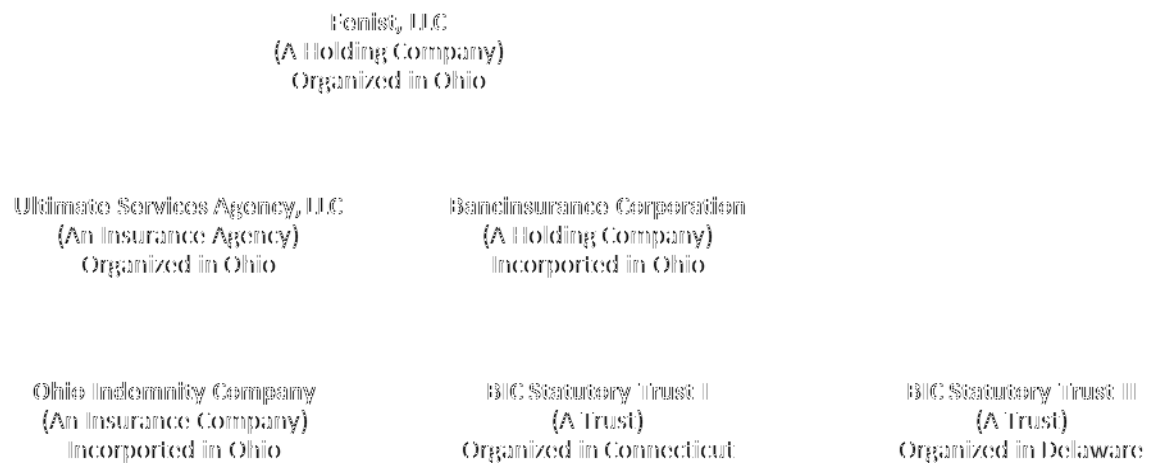 Fenist, LLC
(A Holding Company)
Organized in Ohio
Ultimate Services Agency, LLC
(An Insurance Agency)
Organized in Ohio
Bancinsurance Corporation
(A Holding Company)
Incorported in Ohio
Ohio Indemnity Company
(An Insurance Company)
Incorported in Ohio
BIC Statutory Trust I
(A Trust)
Organized in Connecticut
BIC Statutory Trust II
(A Trust)
Organized in Delaware